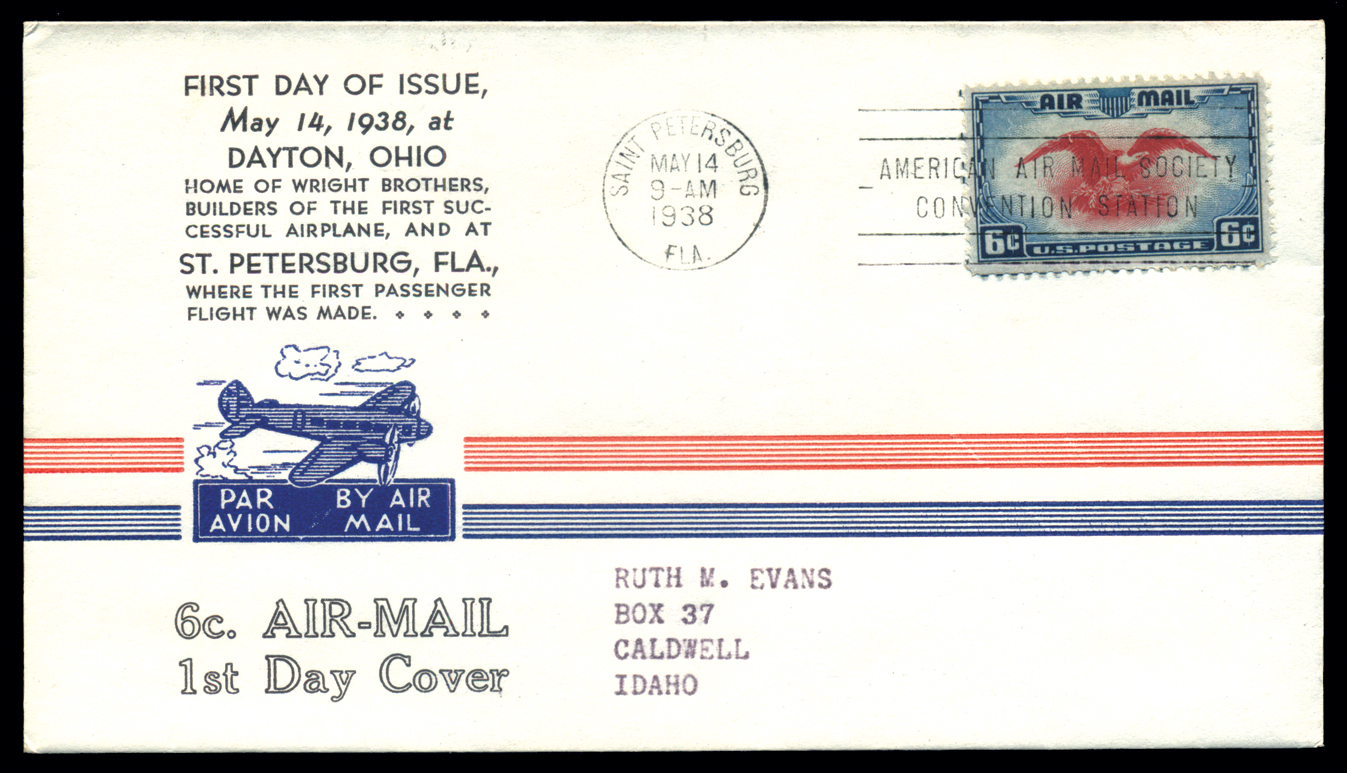 FIRST DAY OF ISSUE,
May 14, 1938, at
DAYTON, OHIO
HOME OF WRIGHT BROTHERS,
BUILDERS OF THE FIRST SUC-
CESSFUL AIRPLANE, AND AT
ST. PETERSBURG, FLA.,
WHERE THE FIRST PASSENGER
FLIGHT WAS MADE.
SAINT PETERSBURG
MAY 14
9-AM
1938
FLA.
AIR MAIL
AMERICAN AIR MAIL SOCIETY
CONVENTION STATION
6c U.S. POSTAGE 6c
PAR AVION
BY AIR MAIL
6c. AIR-MAIL
1st Day Cover
RUTH M. EVANS
BOX 37
CALDWELL
IDAHO